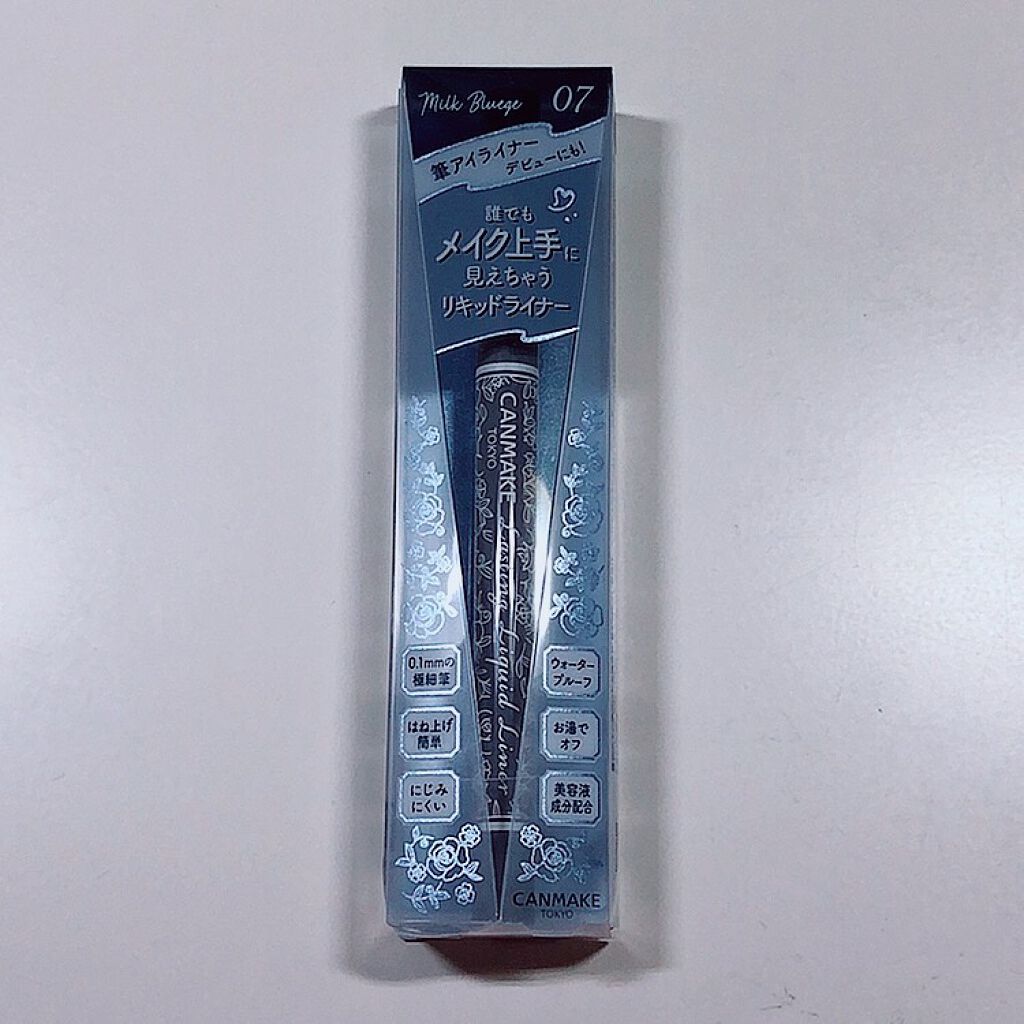 Milk Bluege 07
筆アイライナー
デビューにも!
誰でも
メイク上手に
見えちゃう
リキッドライナー
CANMAKE
TOKYO
Lasting Liquid Liner
0.1mmの
極細筆
ウォーター
プルーフ
はね上げ
簡単
お湯で
オフ
にじみ
にくい
美容液
成分配合
CANMAKE
TOKYO